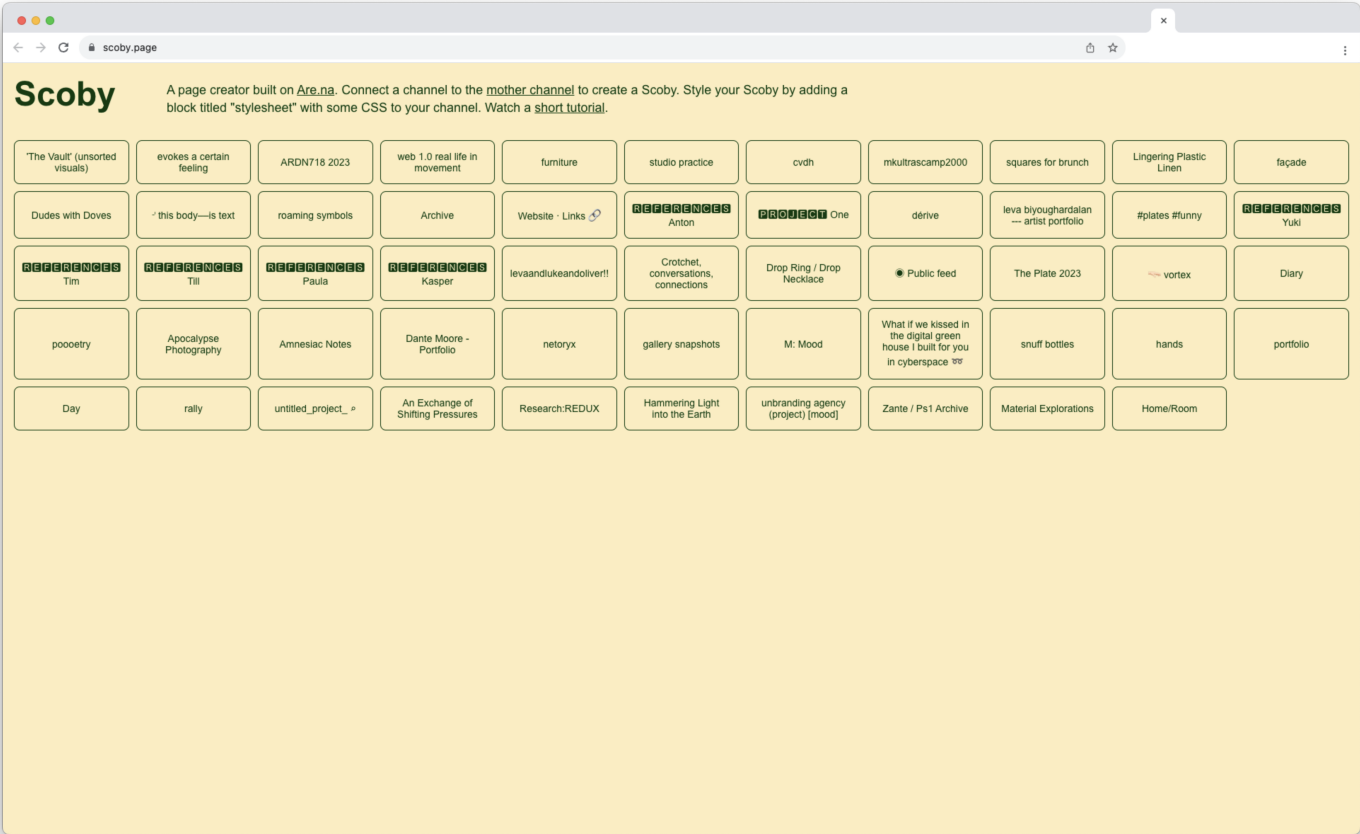 scoby.page
Scoby
A page creator built on Are.na. Connect a channel to the mother channel to create a Scoby. Style your Scoby by adding a
block titled "stylesheet" with some CSS to your channel. Watch a short tutorial.
'The Vault' (unsorted
visuals)
evokes a certain
feeling
ARDN718 2023
web 1.0 real life in
movement
furniture
studio practice
cvdh
mkultrascamp2000
squares for brunch
Lingering Plastic
Linen
façade
Dudes with Doves
this body—is text
roaming symbols
Archive
Website · Links 🔗
🆁🅴🅵🅴🆁🅴🅽🅲🅴🆂
Anton
🅿🆁🅾🅹🅴🅲🆃 One
dérive
leva biyoughardalan
--- artist portfolio
#plates #funny
🆁🅴🅵🅴🆁🅴🅽🅲🅴🆂
Yuki
🆁🅴🅵🅴🆁🅴🅽🅲🅴🆂
Tim
🆁🅴🅵🅴🆁🅴🅽🅲🅴🆂
Till
🆁🅴🅵🅴🆁🅴🅽🅲🅴🆂
Paula
🆁🅴🅵🅴🆁🅴🅽🅲🅴🆂
Kasper
levaandlukeandoliver!!
Crotchet,
conversations,
connections
Drop Ring / Drop
Necklace
◉ Public feed
The Plate 2023
vortex
Diary
poooetry
Apocalypse
Photography
Amnesiac Notes
Dante Moore -
Portfolio
netoryx
gallery snapshots
M: Mood
What if we kissed in
the digital green
house I built for you
in cyberspace ➿
snuff bottles
hands
portfolio
Day
rally
untitled_project_ ⌕
An Exchange of
Shifting Pressures
Research:REDUX
Hammering Light
into the Earth
unbranding agency
(project) [mood]
Zante / Ps1 Archive
Material Explorations
Home/Room